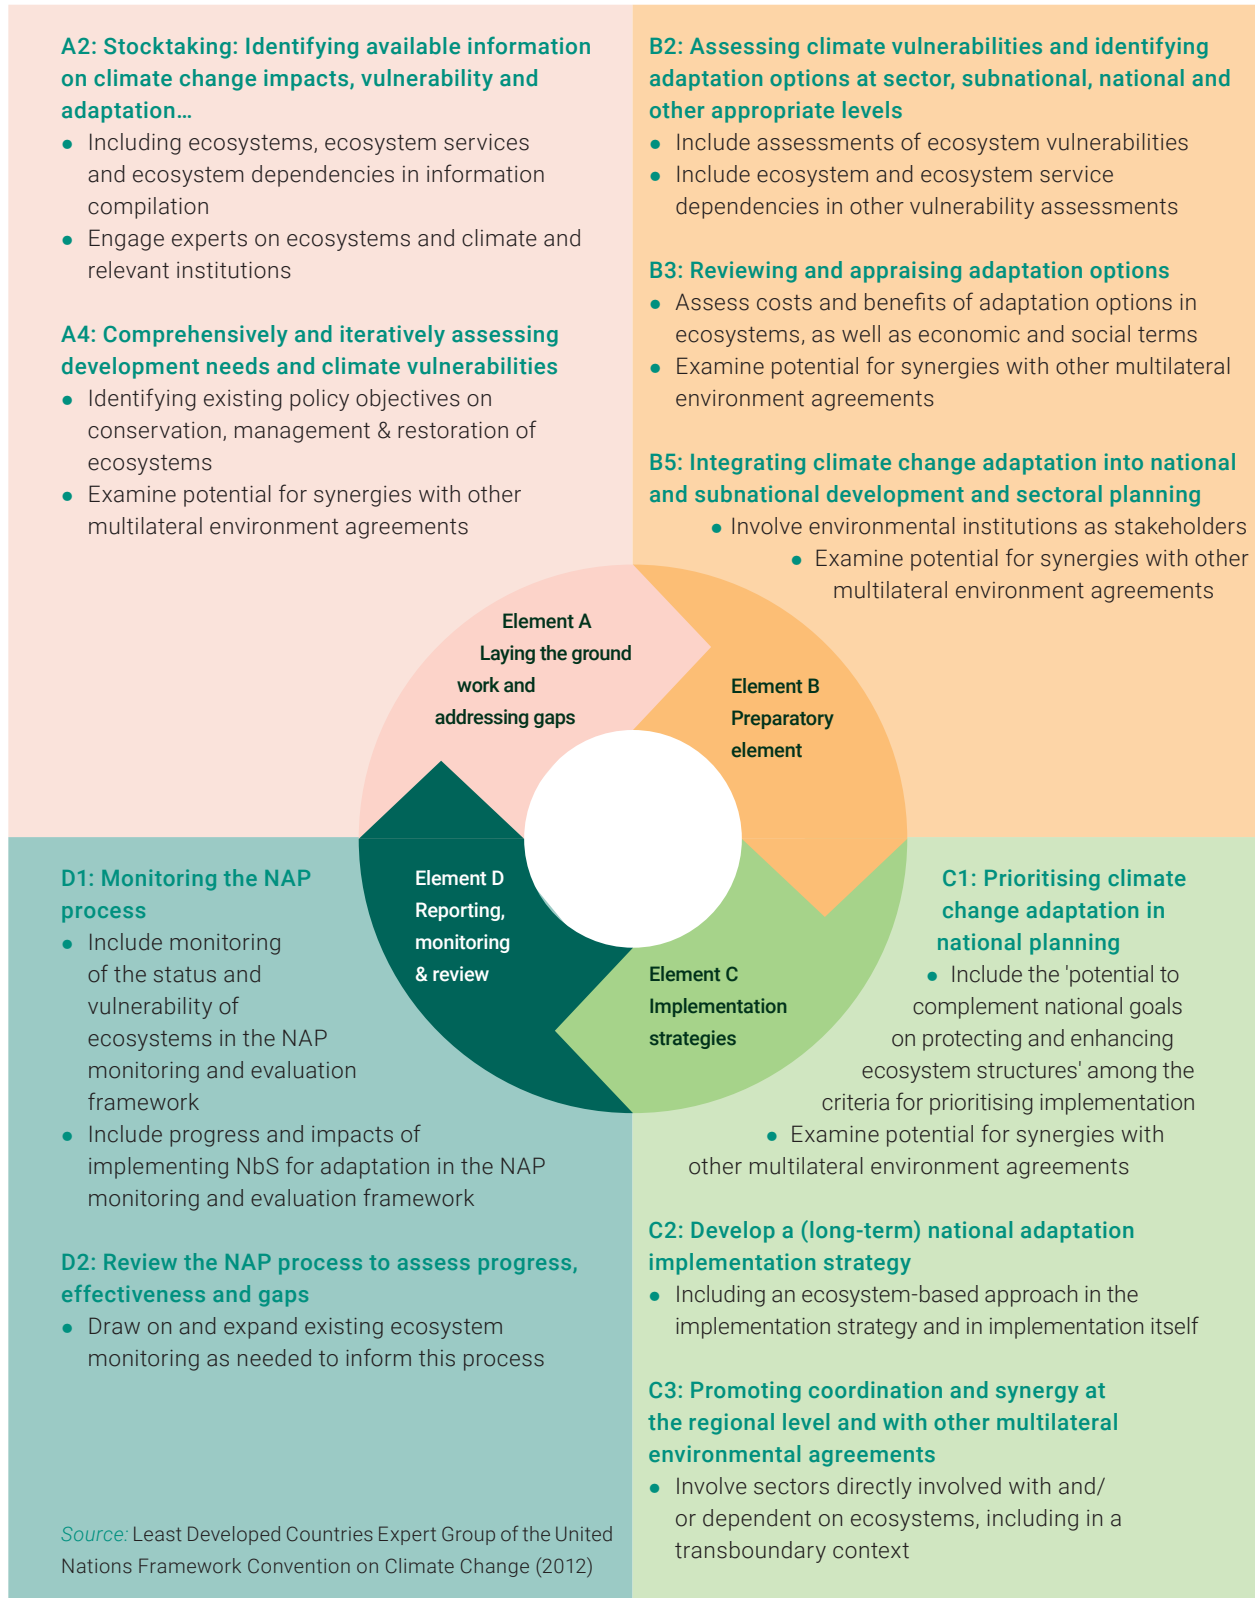 A2: Stocktaking: Identifying available information
on climate change impacts, vulnerability and
adaptation…
● Including ecosystems, ecosystem services
and ecosystem dependencies in information
compilation
● Engage experts on ecosystems and climate and
relevant institutions
A4: Comprehensively and iteratively assessing
development needs and climate vulnerabilities
● Identifying existing policy objectives on
conservation, management & restoration of
ecosystems
● Examine potential for synergies with other
multilateral environment agreements
B2: Assessing climate vulnerabilities and identifying
adaptation options at sector, subnational, national and
other appropriate levels
● Include assessments of ecosystem vulnerabilities
● Include ecosystem and ecosystem service
dependencies in other vulnerability assessments
B3: Reviewing and appraising adaptation options
● Assess costs and benefits of adaptation options in
ecosystems, as well as economic and social terms
● Examine potential for synergies with other multilateral
environment agreements
B5: Integrating climate change adaptation into national
and subnational development and sectoral planning
● Involve environmental institutions as stakeholders
● Examine potential for synergies with other
multilateral environment agreements
Element A
Laying the ground
work and
addressing gaps
Element B
Preparatory
element
Element D
Reporting,
monitoring
& review
Element C
Implementation
strategies
D1: Monitoring the NAP
process
● Include monitoring
of the status and
vulnerability of
ecosystems in the NAP
monitoring and evaluation
framework
● Include progress and impacts of
implementing NbS for adaptation in the NAP
monitoring and evaluation framework
D2: Review the NAP process to assess progress,
effectiveness and gaps
● Draw on and expand existing ecosystem
monitoring as needed to inform this process
Source: Least Developed Countries Expert Group of the United
Nations Framework Convention on Climate Change (2012)
C1: Prioritising climate
change adaptation in
national planning
● Include the 'potential to
complement national goals
on protecting and enhancing
ecosystem structures' among the
criteria for prioritising implementation
● Examine potential for synergies with
other multilateral environment agreements
C2: Develop a (long-term) national adaptation
implementation strategy
● Including an ecosystem-based approach in the
implementation strategy and in implementation itself
C3: Promoting coordination and synergy at
the regional level and with other multilateral
environmental agreements
● Involve sectors directly involved with and/
or dependent on ecosystems, including in a
transboundary context